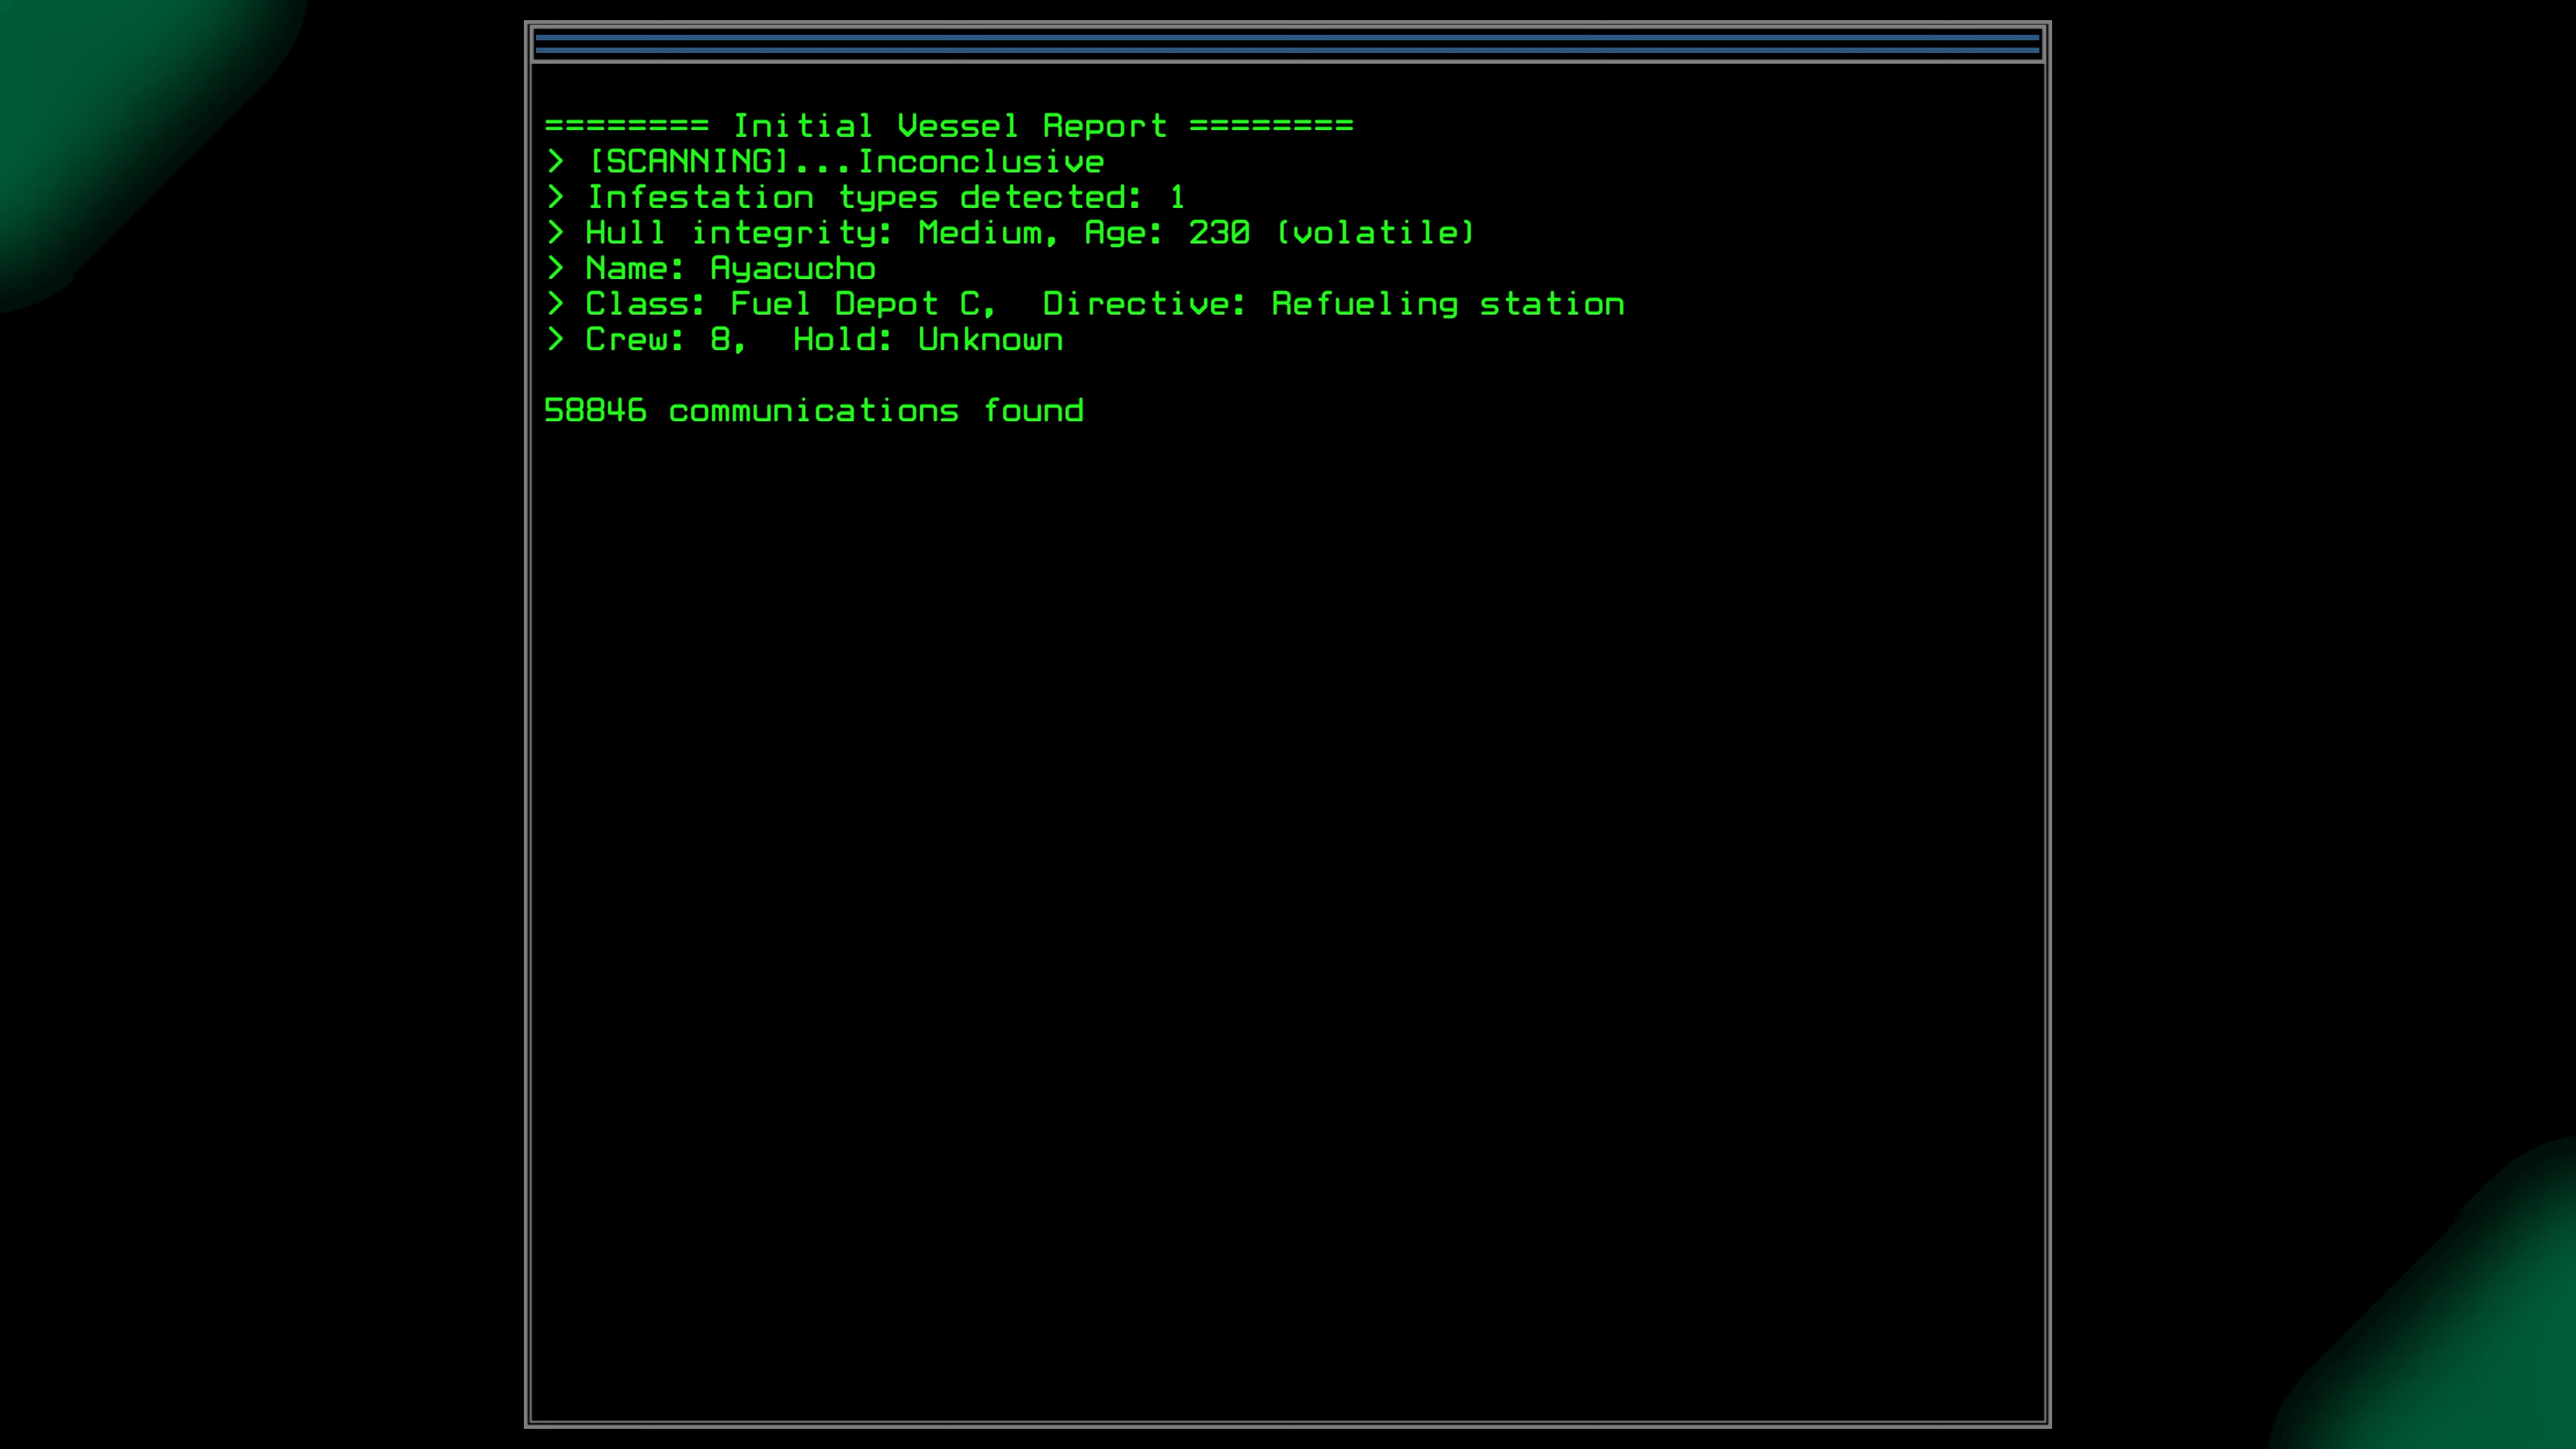 ======== Initial Vessel Report ========
> [SCANNING]...Inconclusive
> Infestation types detected: 1
> Hull integrity: Medium, Age: 230 (volatile)
> Name: Ayacucho
> Class: Fuel Depot C,  Directive: Refueling station
> Crew: 8,  Hold: Unknown
58846 communications found